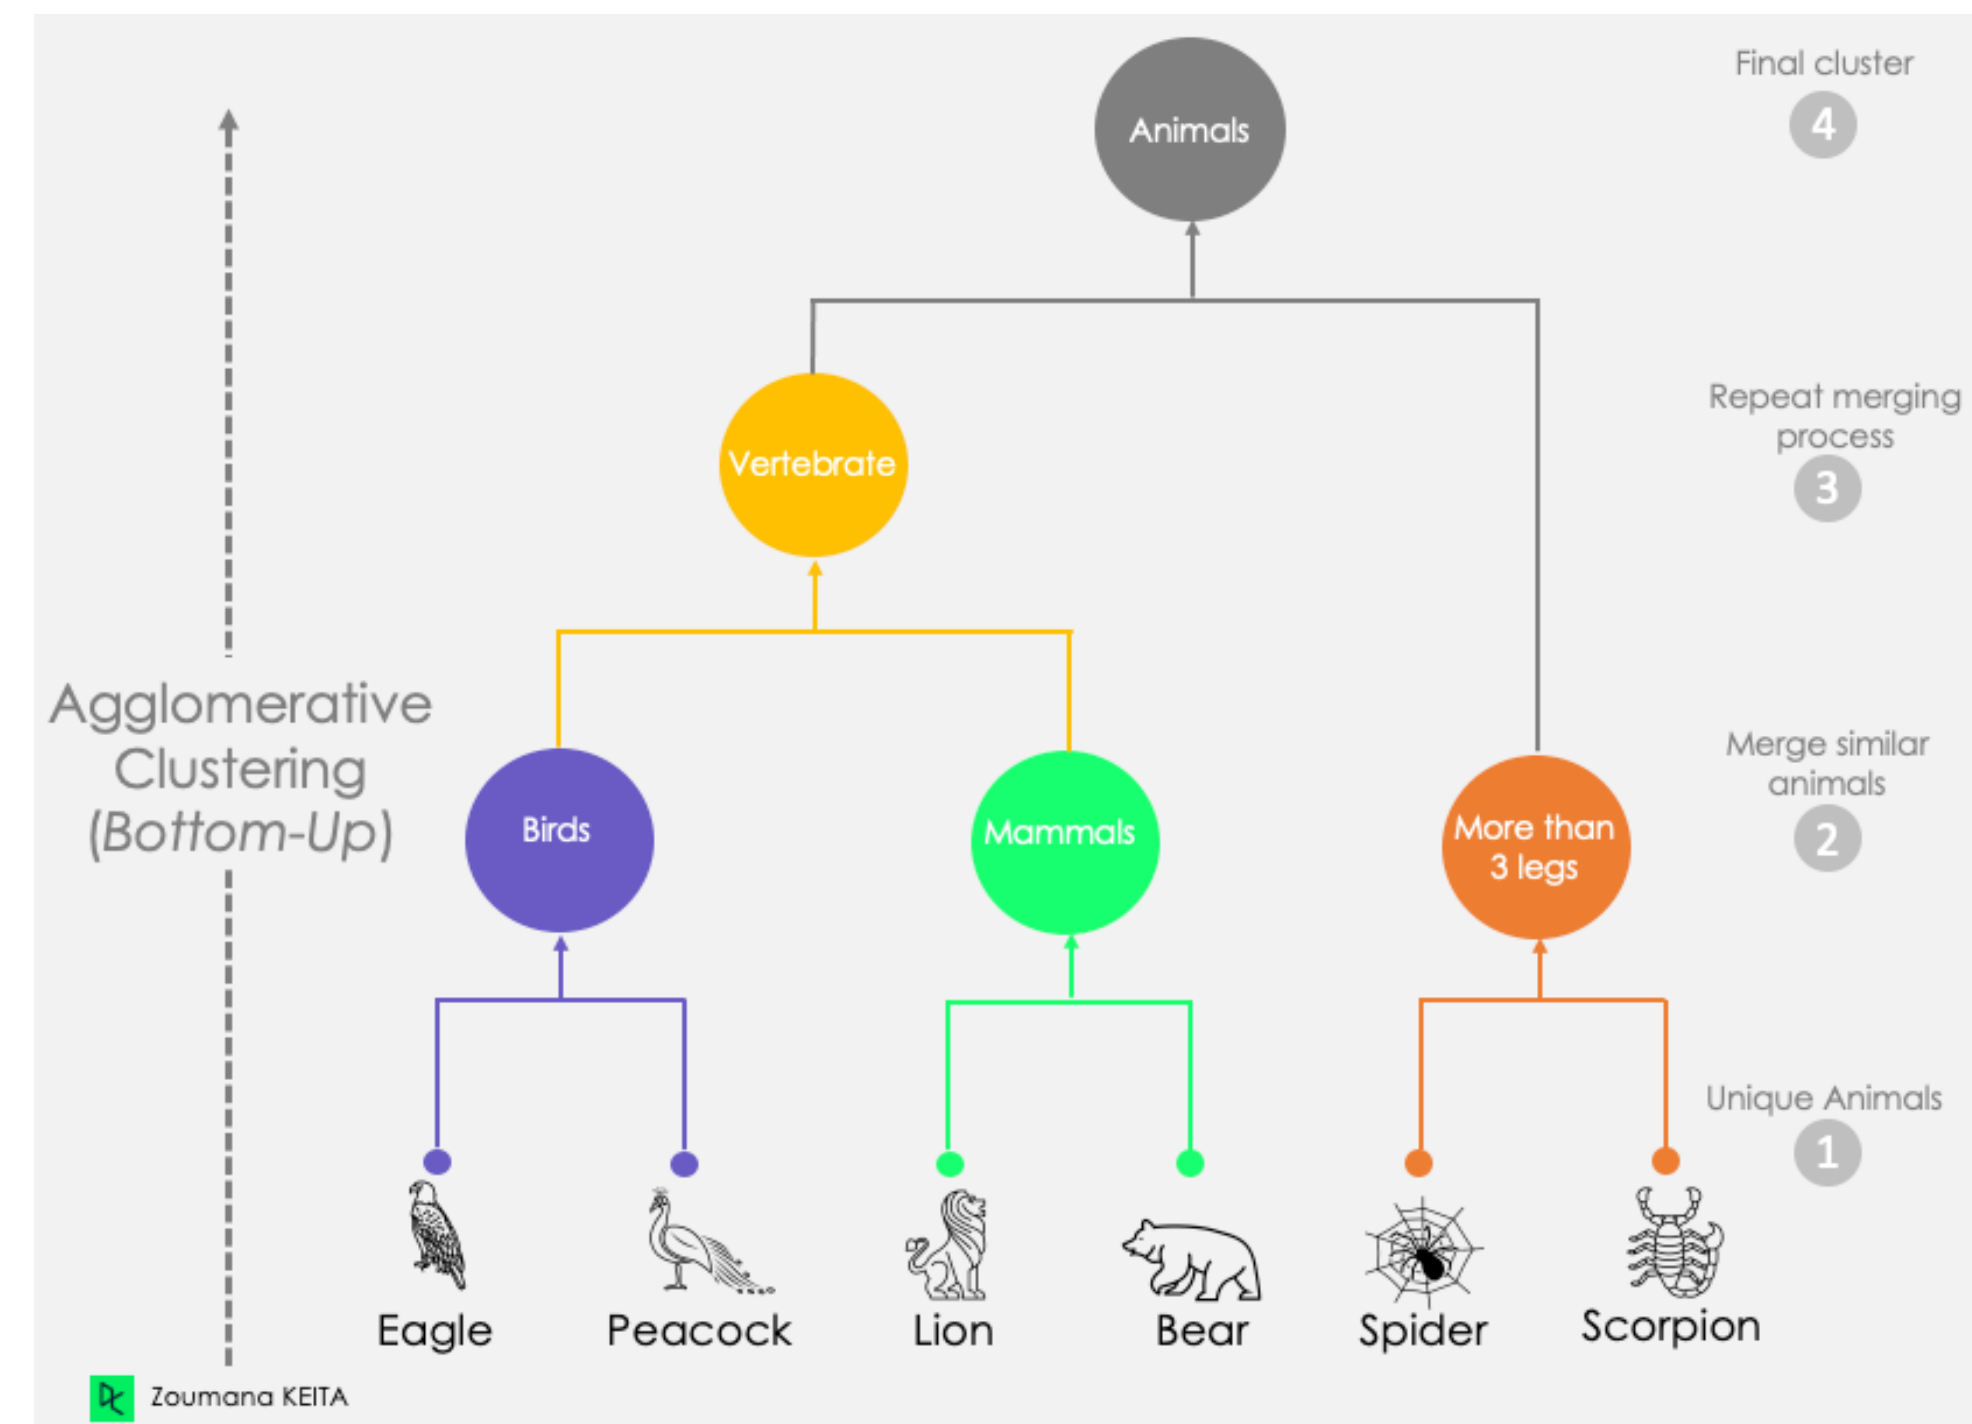 Final cluster
4
Animals
Repeat merging
process
3
Vertebrate
Agglomerative
Clustering
(Bottom-Up)
Merge similar
animals
2
Birds
Mammals
More than
3 legs
Unique Animals
1
Eagle
Peacock
Lion
Bear
Spider
Scorpion
Zoumana KEITA